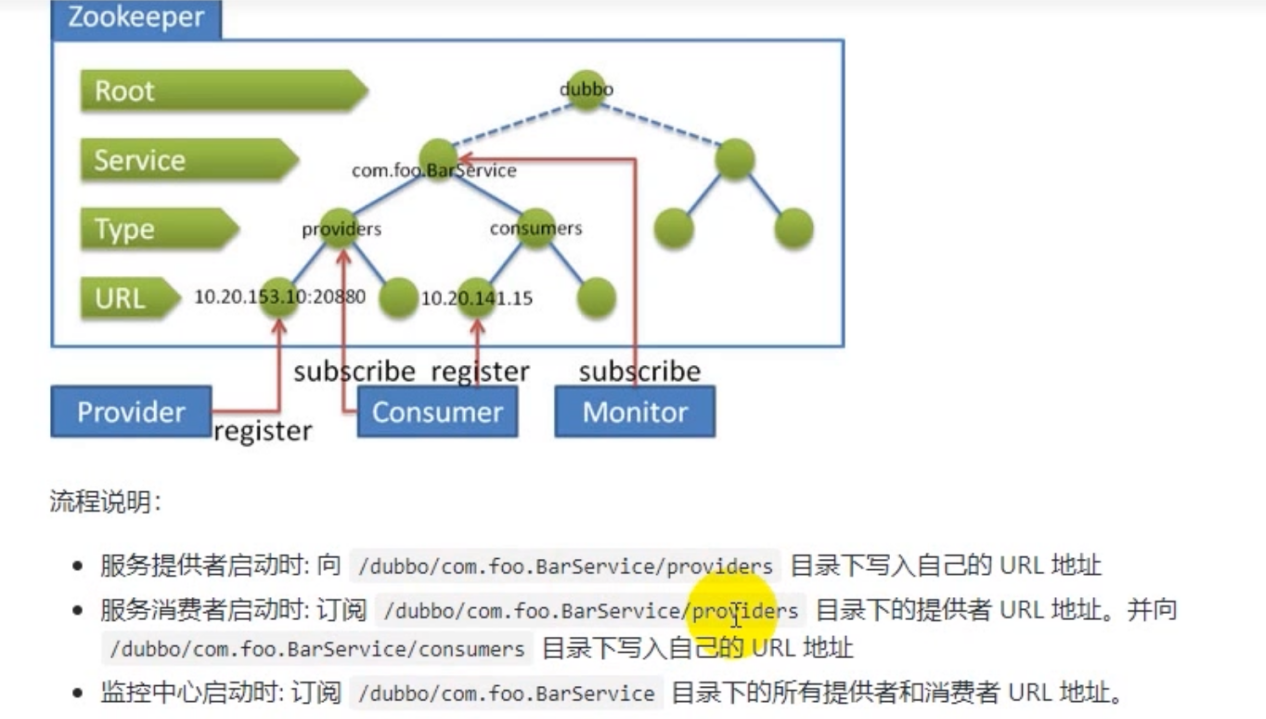 Zookeeper
Root
dubbo
Service
com.foo.BarService
Type
providers
consumers
URL
10.20.153.10:20880
10.20.141.15
subscribe
register
subscribe
Provider
Consumer
Monitor
register
流程说明：
服务提供者启动时: 向 /dubbo/com.foo.BarService/providers 目录下写入自己的 URL 地址
服务消费者启动时: 订阅 /dubbo/com.foo.BarService/providers 目录下的提供者 URL 地址。并向
/dubbo/com.foo.BarService/consumers 目录下写入自己的 URL 地址
监控中心启动时: 订阅 /dubbo/com.foo.BarService 目录下的所有提供者和消费者 URL 地址。